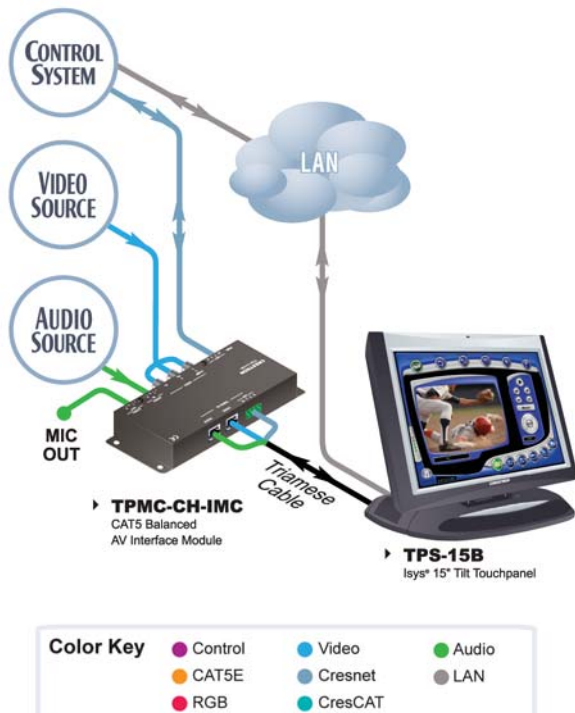 CONTROL
SYSTEM
LAN
VIDEO
SOURCE
AUDIO
SOURCE
MIC
OUT
Triamese
Cable
TPMC-CH-IMC
CAT5 Balanced
AV Interface Module
TPS-15B
Isys® 15" Tilt Touchpanel
Color Key
Control
Video
Audio
CAT5E
Cresnet
LAN
RGB
CresCAT